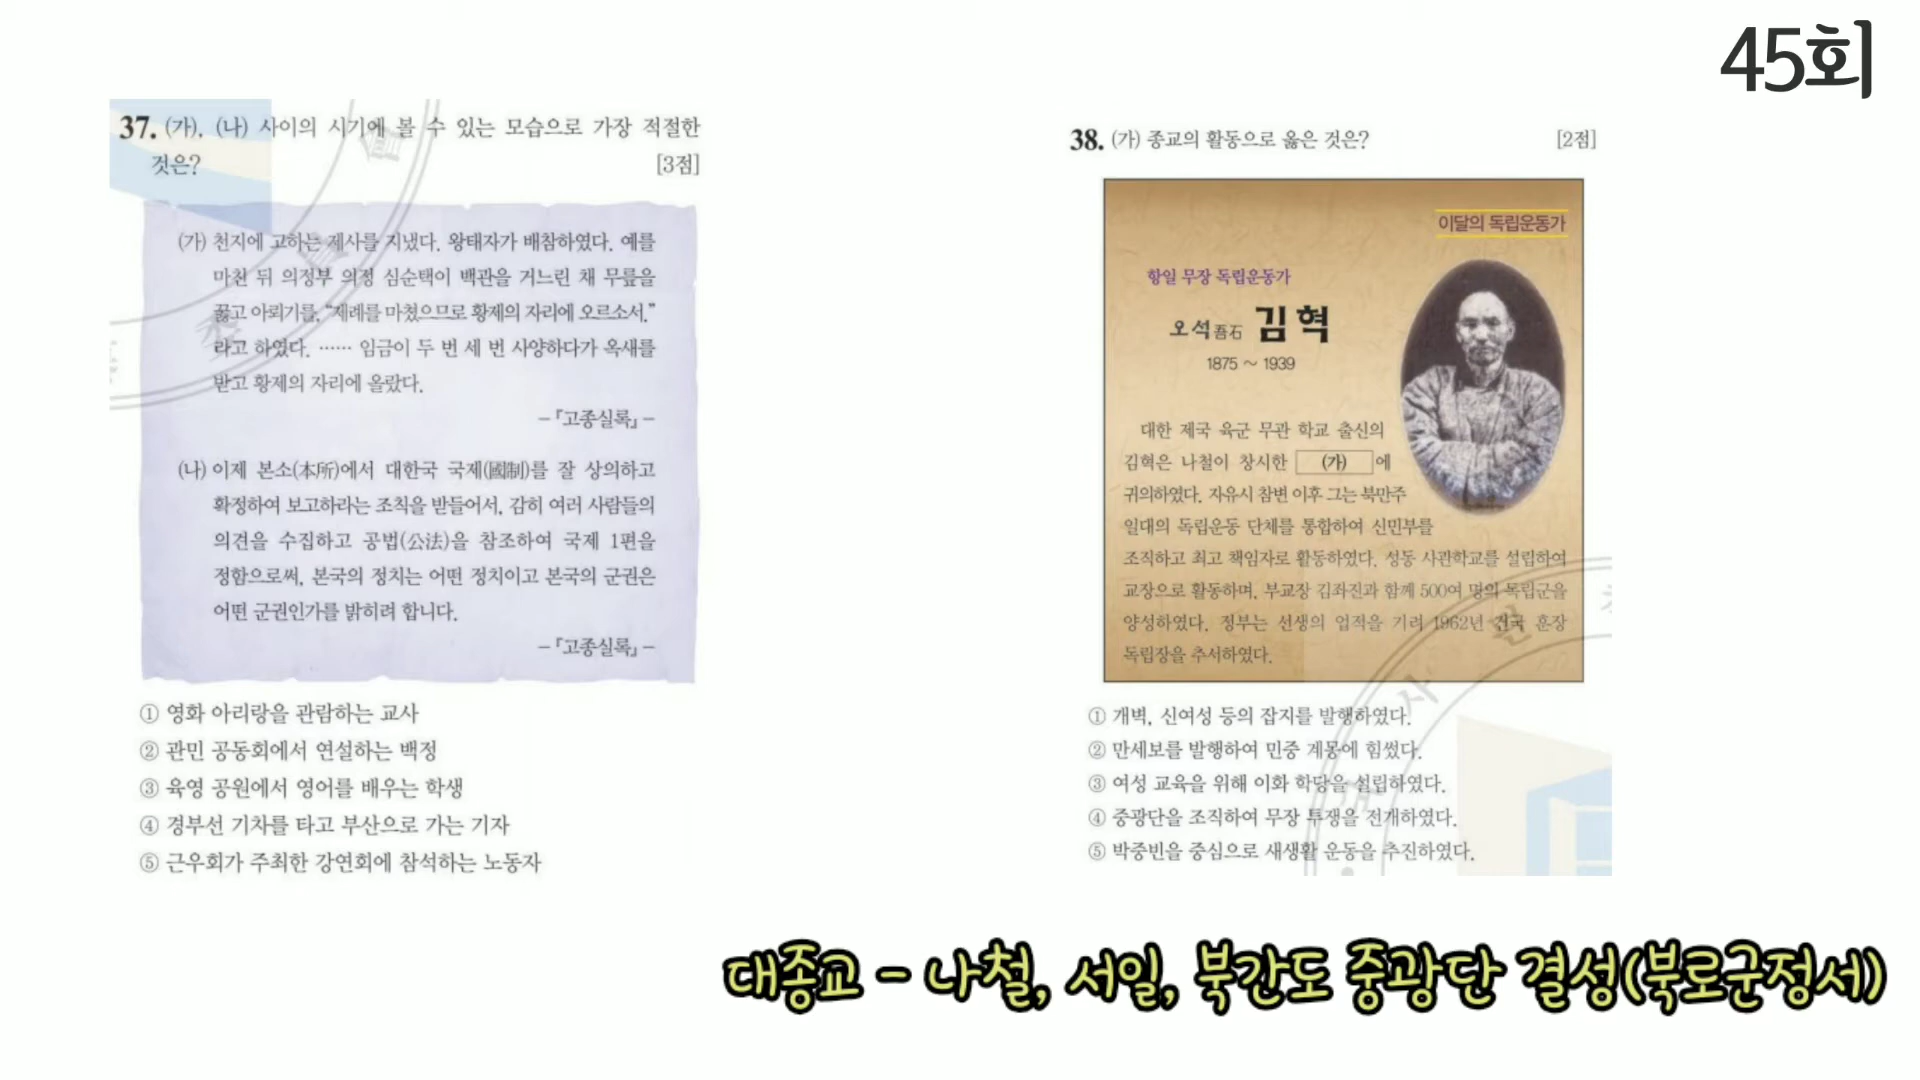 45회
37. (가), (나) 사이의 시기에 볼 수 있는 모습으로 가장 적절한
것은? [3점]
(가) 천지에 고하는 제사를 지냈다. 왕태자가 배참하였다. 예를
마친 뒤 의정부 의정 심순택이 백관을 거느린 채 무릎을
꿇고 아뢰기를, “제례를 마쳤으므로 황제의 자리에 오르소서.”
라고 하였다. …… 임금이 두 번 세 번 사양하다가 옥새를
받고 황제의 자리에 올랐다.
- 『고종실록』 -
(나) 이제 본소(本所)에서 대한국 국제(國制)를 잘 상의하고
확정하여 보고하라는 조칙을 받들어서, 감히 여러 사람들의
의견을 수집하고 공법(公法)을 참조하여 국제 1편을
정함으로써, 본국의 정치는 어떤 정치이고 본국의 군권은
어떤 군권인가를 밝히려 합니다.
- 『고종실록』 -
① 영화 아리랑을 관람하는 교사
② 관민 공동회에서 연설하는 백정
③ 육영 공원에서 영어를 배우는 학생
④ 경부선 기차를 타고 부산으로 가는 기자
⑤ 근우회가 주최한 강연회에 참석하는 노동자
38. (가) 종교의 활동으로 옳은 것은? [2점]
이달의 독립운동가
항일 무장 독립운동가
오석吾石 김혁
1875 ~ 1939
대한 제국 육군 무관 학교 출신의
김혁은 나철이 창시한 (가) 에
귀의하였다. 자유시 참변 이후 그는 북만주
일대의 독립운동 단체를 통합하여 신민부를
조직하고 최고 책임자로 활동하였다. 성동 사관학교를 설립하여
교장으로 활동하며, 부교장 김좌진과 함께 500여 명의 독립군을
양성하였다. 정부는 선생의 업적을 기려 1962년 건국 훈장
독립장을 추서하였다.
① 개벽, 신여성 등의 잡지를 발행하였다.
② 만세보를 발행하여 민중 계몽에 힘썼다.
③ 여성 교육을 위해 이화 학당을 설립하였다.
④ 중광단을 조직하여 무장 투쟁을 전개하였다.
⑤ 박중빈을 중심으로 새생활 운동을 추진하였다.
대종교 - 나철, 서일, 북간도 중광단 결성(북로군정서)